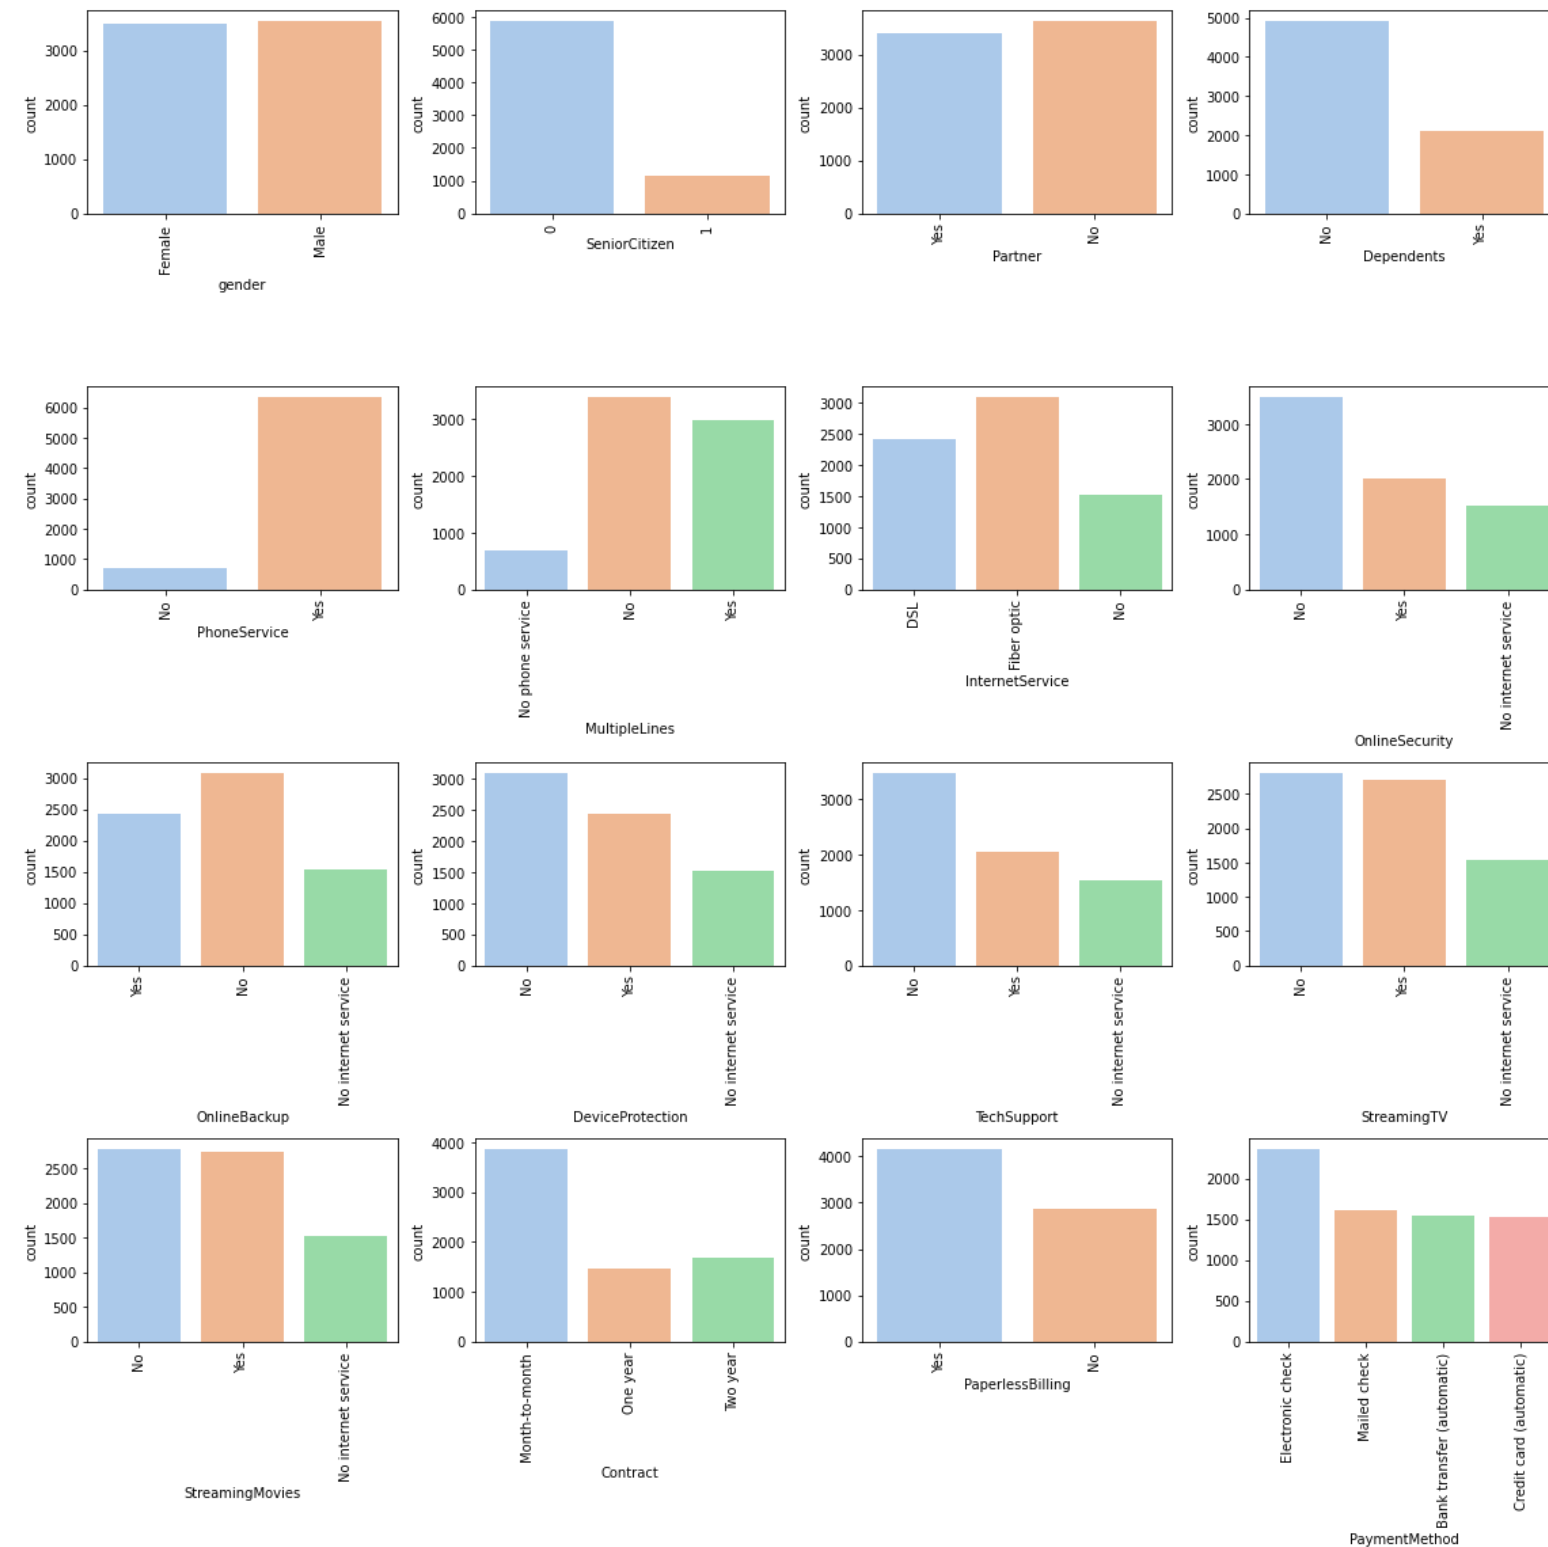 3000
2000
1000
0
count
Female
Male
gender
6000
5000
4000
3000
2000
1000
0
count
0
1
SeniorCitizen
3000
2000
1000
0
count
Yes
No
Partner
5000
4000
3000
2000
1000
0
count
No
Yes
Dependents
6000
5000
4000
3000
2000
1000
0
count
No
Yes
PhoneService
3000
2000
1000
0
count
No phone service
No
Yes
MultipleLines
3000
2500
2000
1500
1000
500
0
count
DSL
Fiber optic
No
InternetService
3000
2000
1000
0
count
No
Yes
No internet service
OnlineSecurity
3000
2500
2000
1500
1000
500
0
count
Yes
No
No internet service
OnlineBackup
3000
2500
2000
1500
1000
500
0
count
No
Yes
No internet service
DeviceProtection
3000
2000
1000
0
count
No
Yes
No internet service
TechSupport
2500
2000
1500
1000
500
0
count
No
Yes
No internet service
StreamingTV
2500
2000
1500
1000
500
0
count
No
Yes
No internet service
StreamingMovies
4000
3000
2000
1000
0
count
Month-to-month
One year
Two year
Contract
4000
3000
2000
1000
0
count
Yes
No
PaperlessBilling
2000
1500
1000
500
0
count
Electronic check
Mailed check
Bank transfer (automatic)
Credit card (automatic)
PaymentMethod